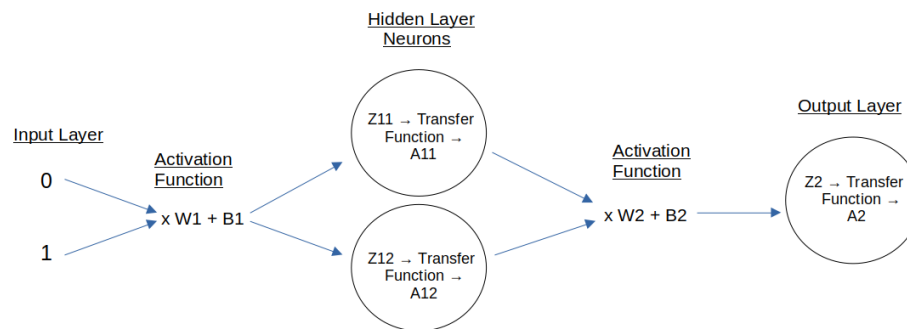 Hidden Layer
Neurons
Output Layer
Input Layer
0
1
Activation
Function
x W1 + B1
Z11 → Transfer
Function →
A11
Z12 → Transfer
Function →
A12
Activation
Function
x W2 + B2
Z2 → Transfer
Function →
A2